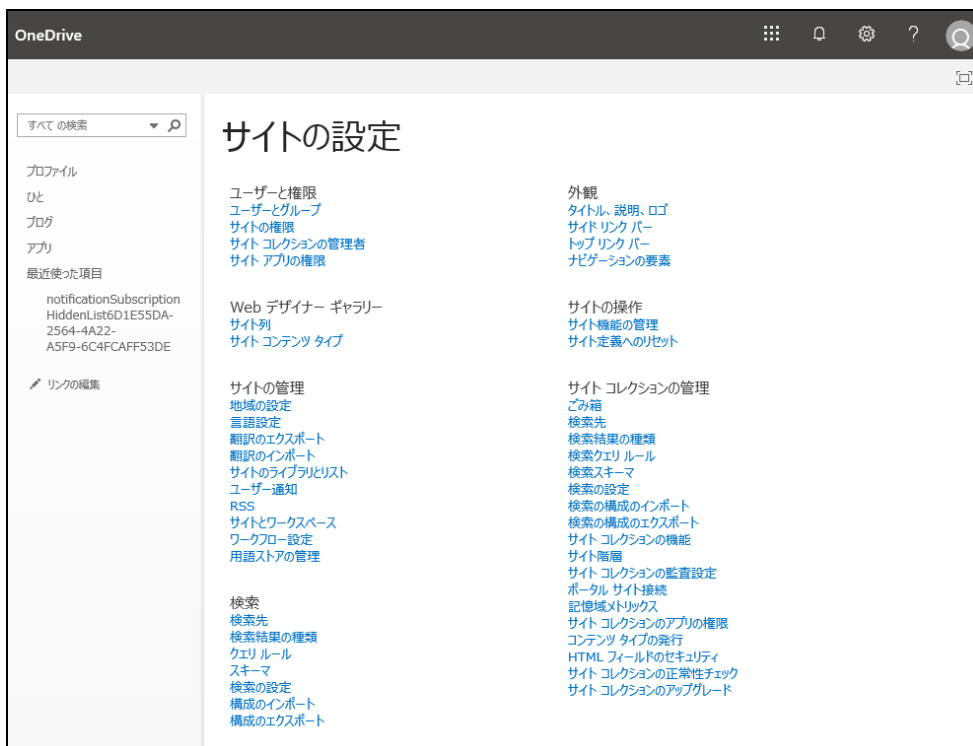 OneDrive
?
すべて の検索
プロファイル
ひと
ブログ
アプリ
最近使った項目
notificationSubscription
HiddenList6D1E55DA-
2564-4A22-
A5F9-6C4FCAFF53DE
リンクの編集
サイトの設定
ユーザーと権限
ユーザーとグループ
サイトの権限
サイト コレクションの管理者
サイト アプリの権限
Web デザイナー ギャラリー
サイト列
サイト コンテンツ タイプ
サイトの管理
地域の設定
言語設定
翻訳のエクスポート
翻訳のインポート
サイトのライブラリとリスト
ユーザー通知
RSS
サイトとワークスペース
ワークフロー設定
用語ストアの管理
検索
検索先
検索結果の種類
クエリ ルール
スキーマ
検索の設定
構成のインポート
構成のエクスポート
外観
タイトル、説明、ロゴ
サイド リンク バー
トップ リンク バー
ナビゲーションの要素
サイトの操作
サイト機能の管理
サイト定義へのリセット
サイト コレクションの管理
ごみ箱
検索先
検索結果の種類
検索クエリ ルール
検索スキーマ
検索の設定
検索の構成のインポート
検索の構成のエクスポート
サイト コレクションの機能
サイト階層
サイト コレクションの監査設定
ポータル サイト接続
記憶域メトリックス
サイト コレクションのアプリの権限
コンテンツ タイプの発行
HTML フィールドのセキュリティ
サイト コレクションの正常性チェック
サイト コレクションのアップグレード